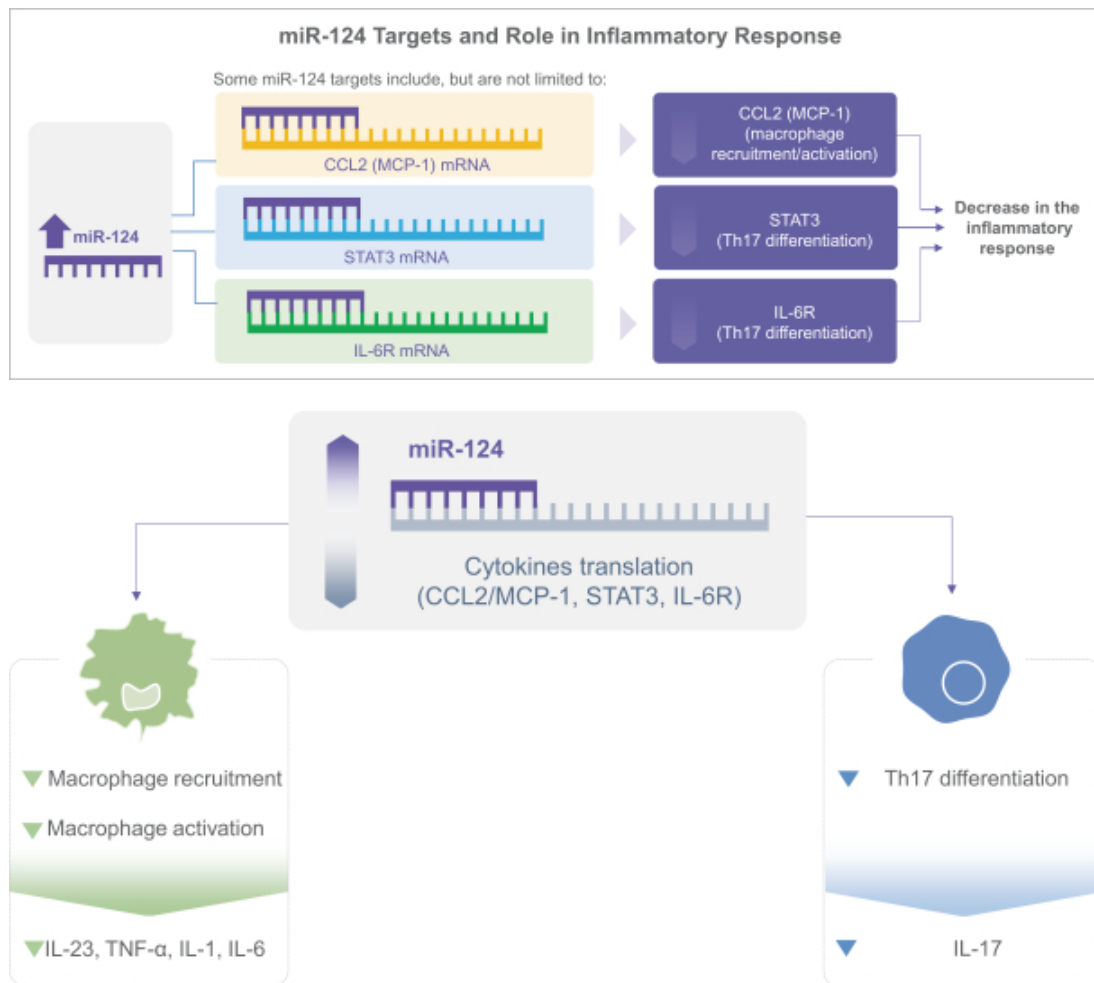 miR-124 Targets and Role in Inflammatory Response
Some miR-124 targets include, but are not limited to:
miR-124
CCL2 (MCP-1) mRNA
STAT3 mRNA
IL-6R mRNA
CCL2 (MCP-1)
(macrophage
recruitment/activation)
STAT3
(Th17 differentiation)
IL-6R
(Th17 differentiation)
Decrease in the
inflammatory
response
miR-124
Cytokines translation
(CCL2/MCP-1, STAT3, IL-6R)
Macrophage recruitment
Macrophage activation
IL-23, TNF-α, IL-1, IL-6
Th17 differentiation
IL-17